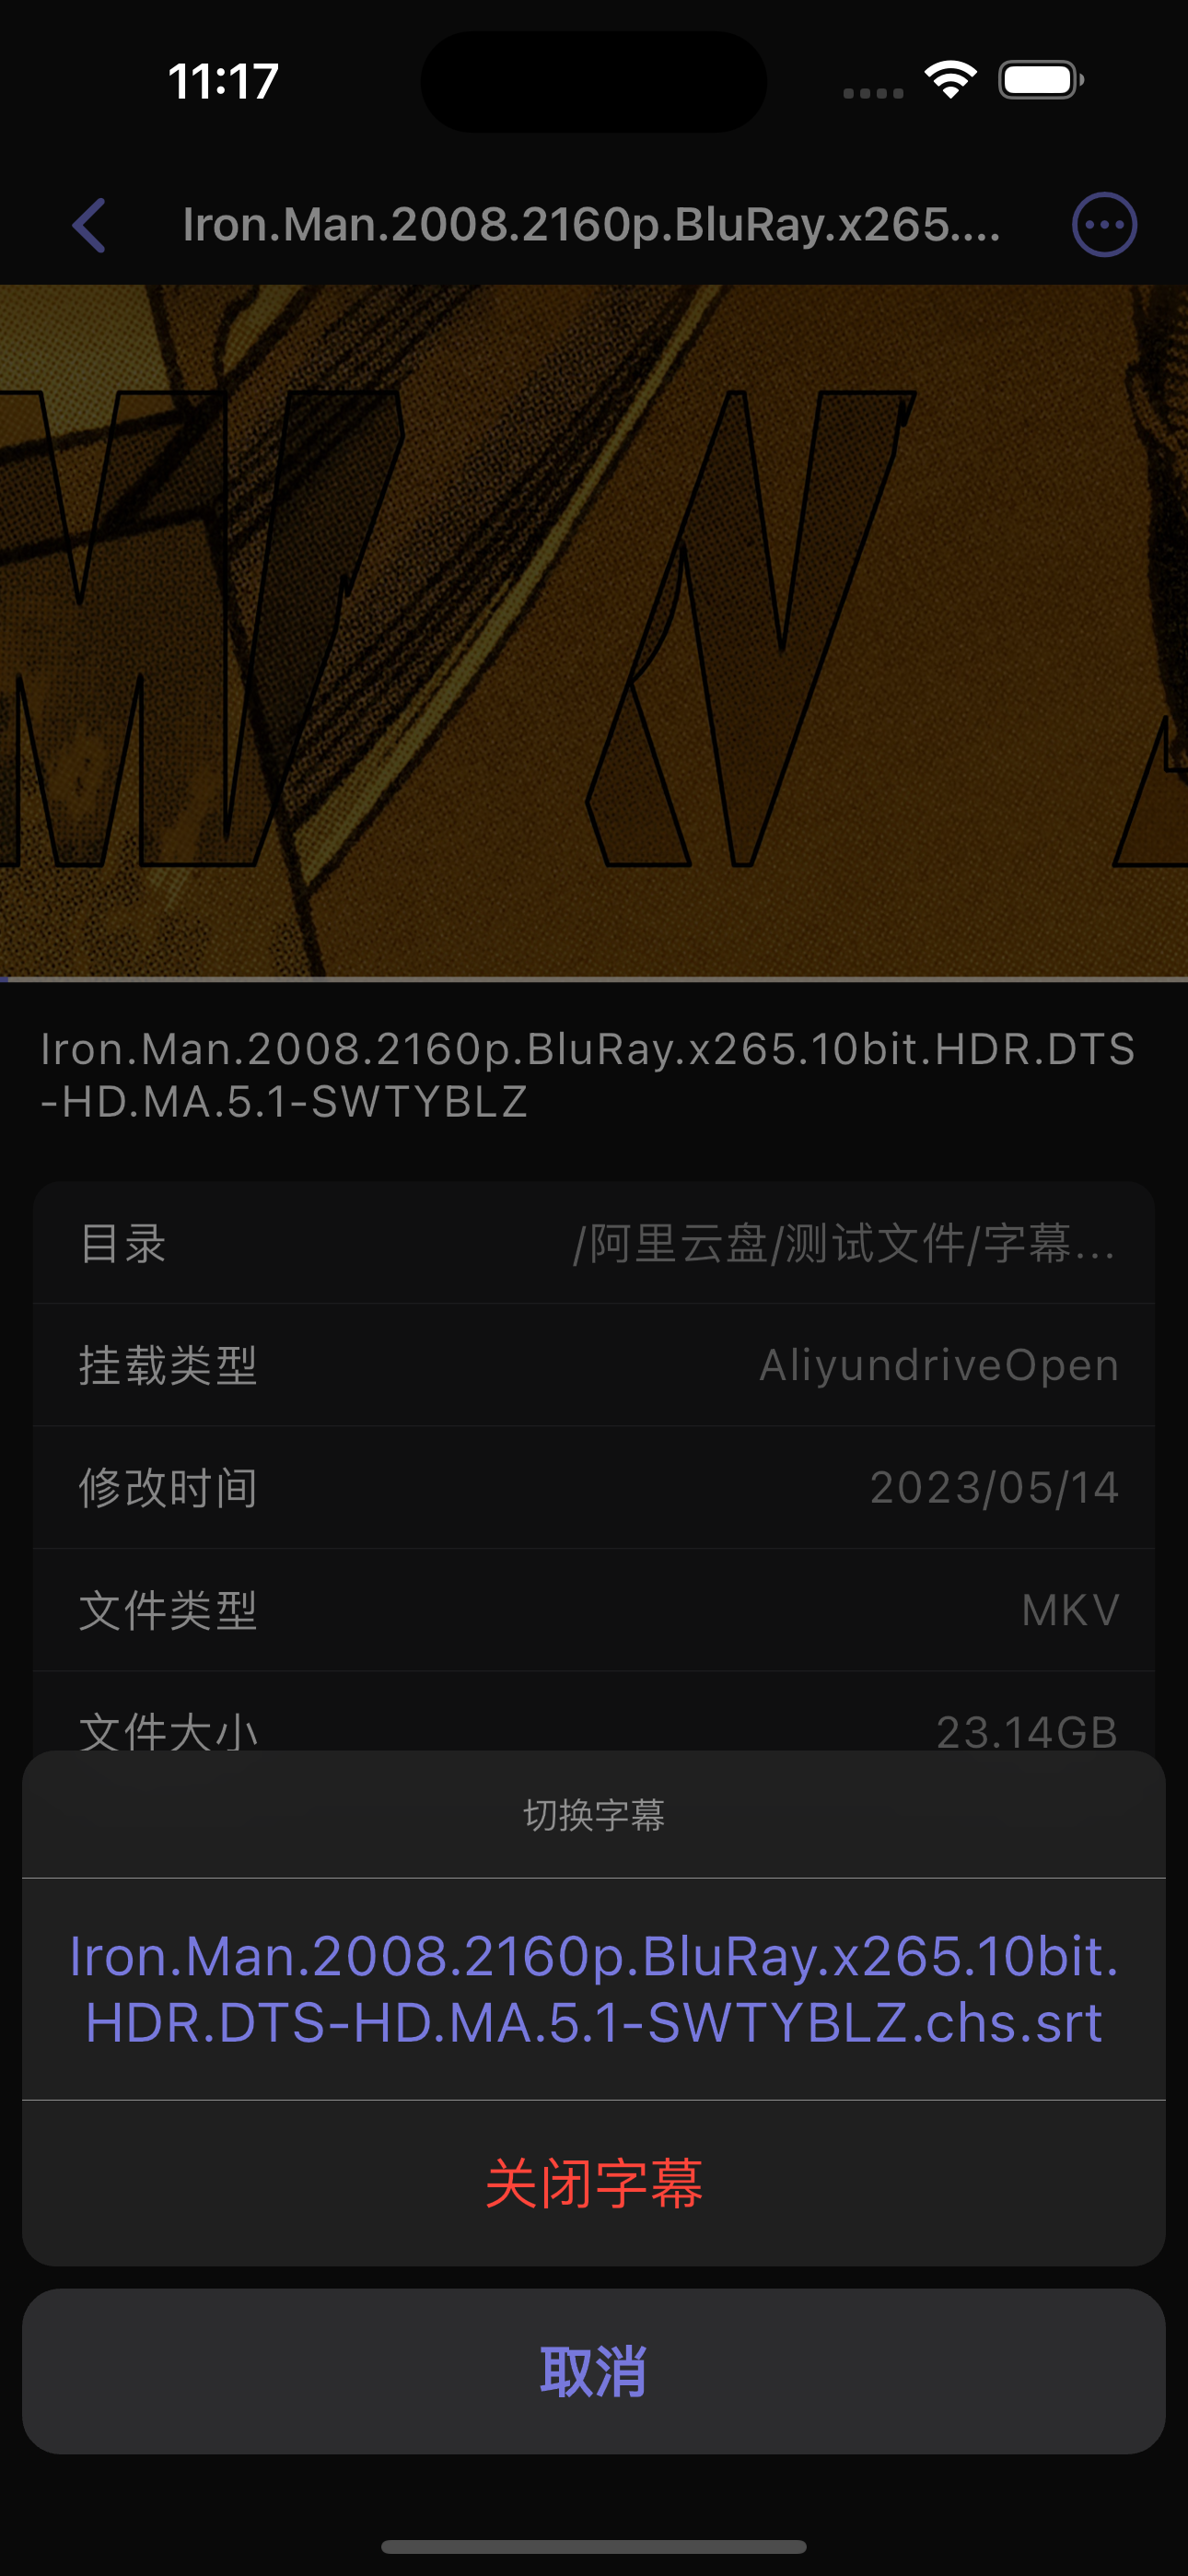 11:17
Iron.Man.2008.2160p.BluRay.x265....
M N
Iron.Man.2008.2160p.BluRay.x265.10bit.HDR.DTS
-HD.MA.5.1-SWTYBLZ
目录 /阿里云盘/测试文件/字幕...
挂载类型 AliyundriveOpen
修改时间 2023/05/14
文件类型 MKV
文件大小 23.14GB
切换字幕
Iron.Man.2008.2160p.BluRay.x265.10bit.
HDR.DTS-HD.MA.5.1-SWTYBLZ.chs.srt
关闭字幕
取消